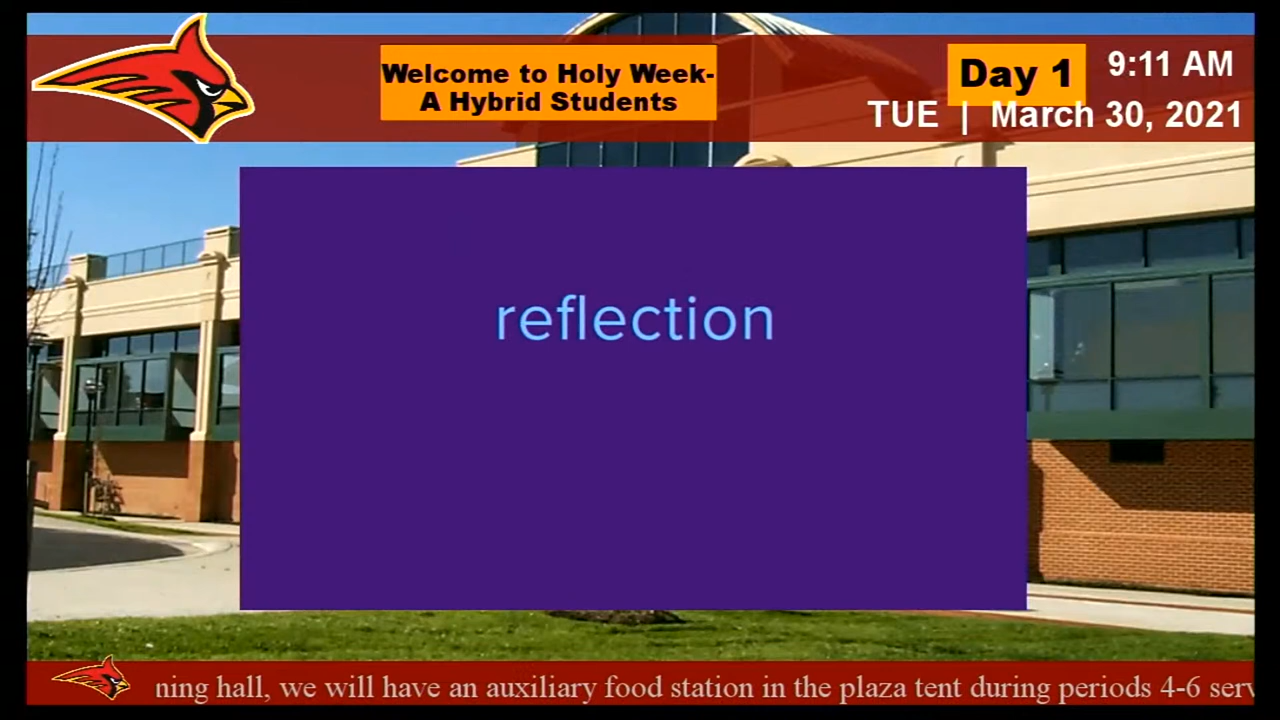 Welcome to Holy Week-
A Hybrid Students
Day 1
9:11 AM
TUE | March 30, 2021
reflection
ning hall, we will have an auxiliary food station in the plaza tent during periods 4-6 serv